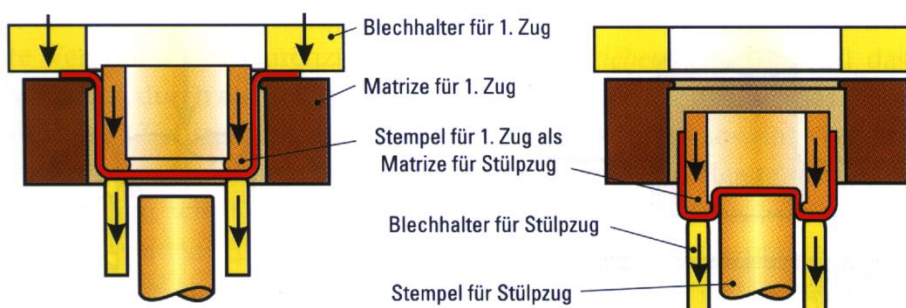 Blechhalter für 1. Zug
Matrize für 1. Zug
Stempel für 1. Zug als
Matrize für Stülpzug
Blechhalter für Stülpzug
Stempel für Stülpzug